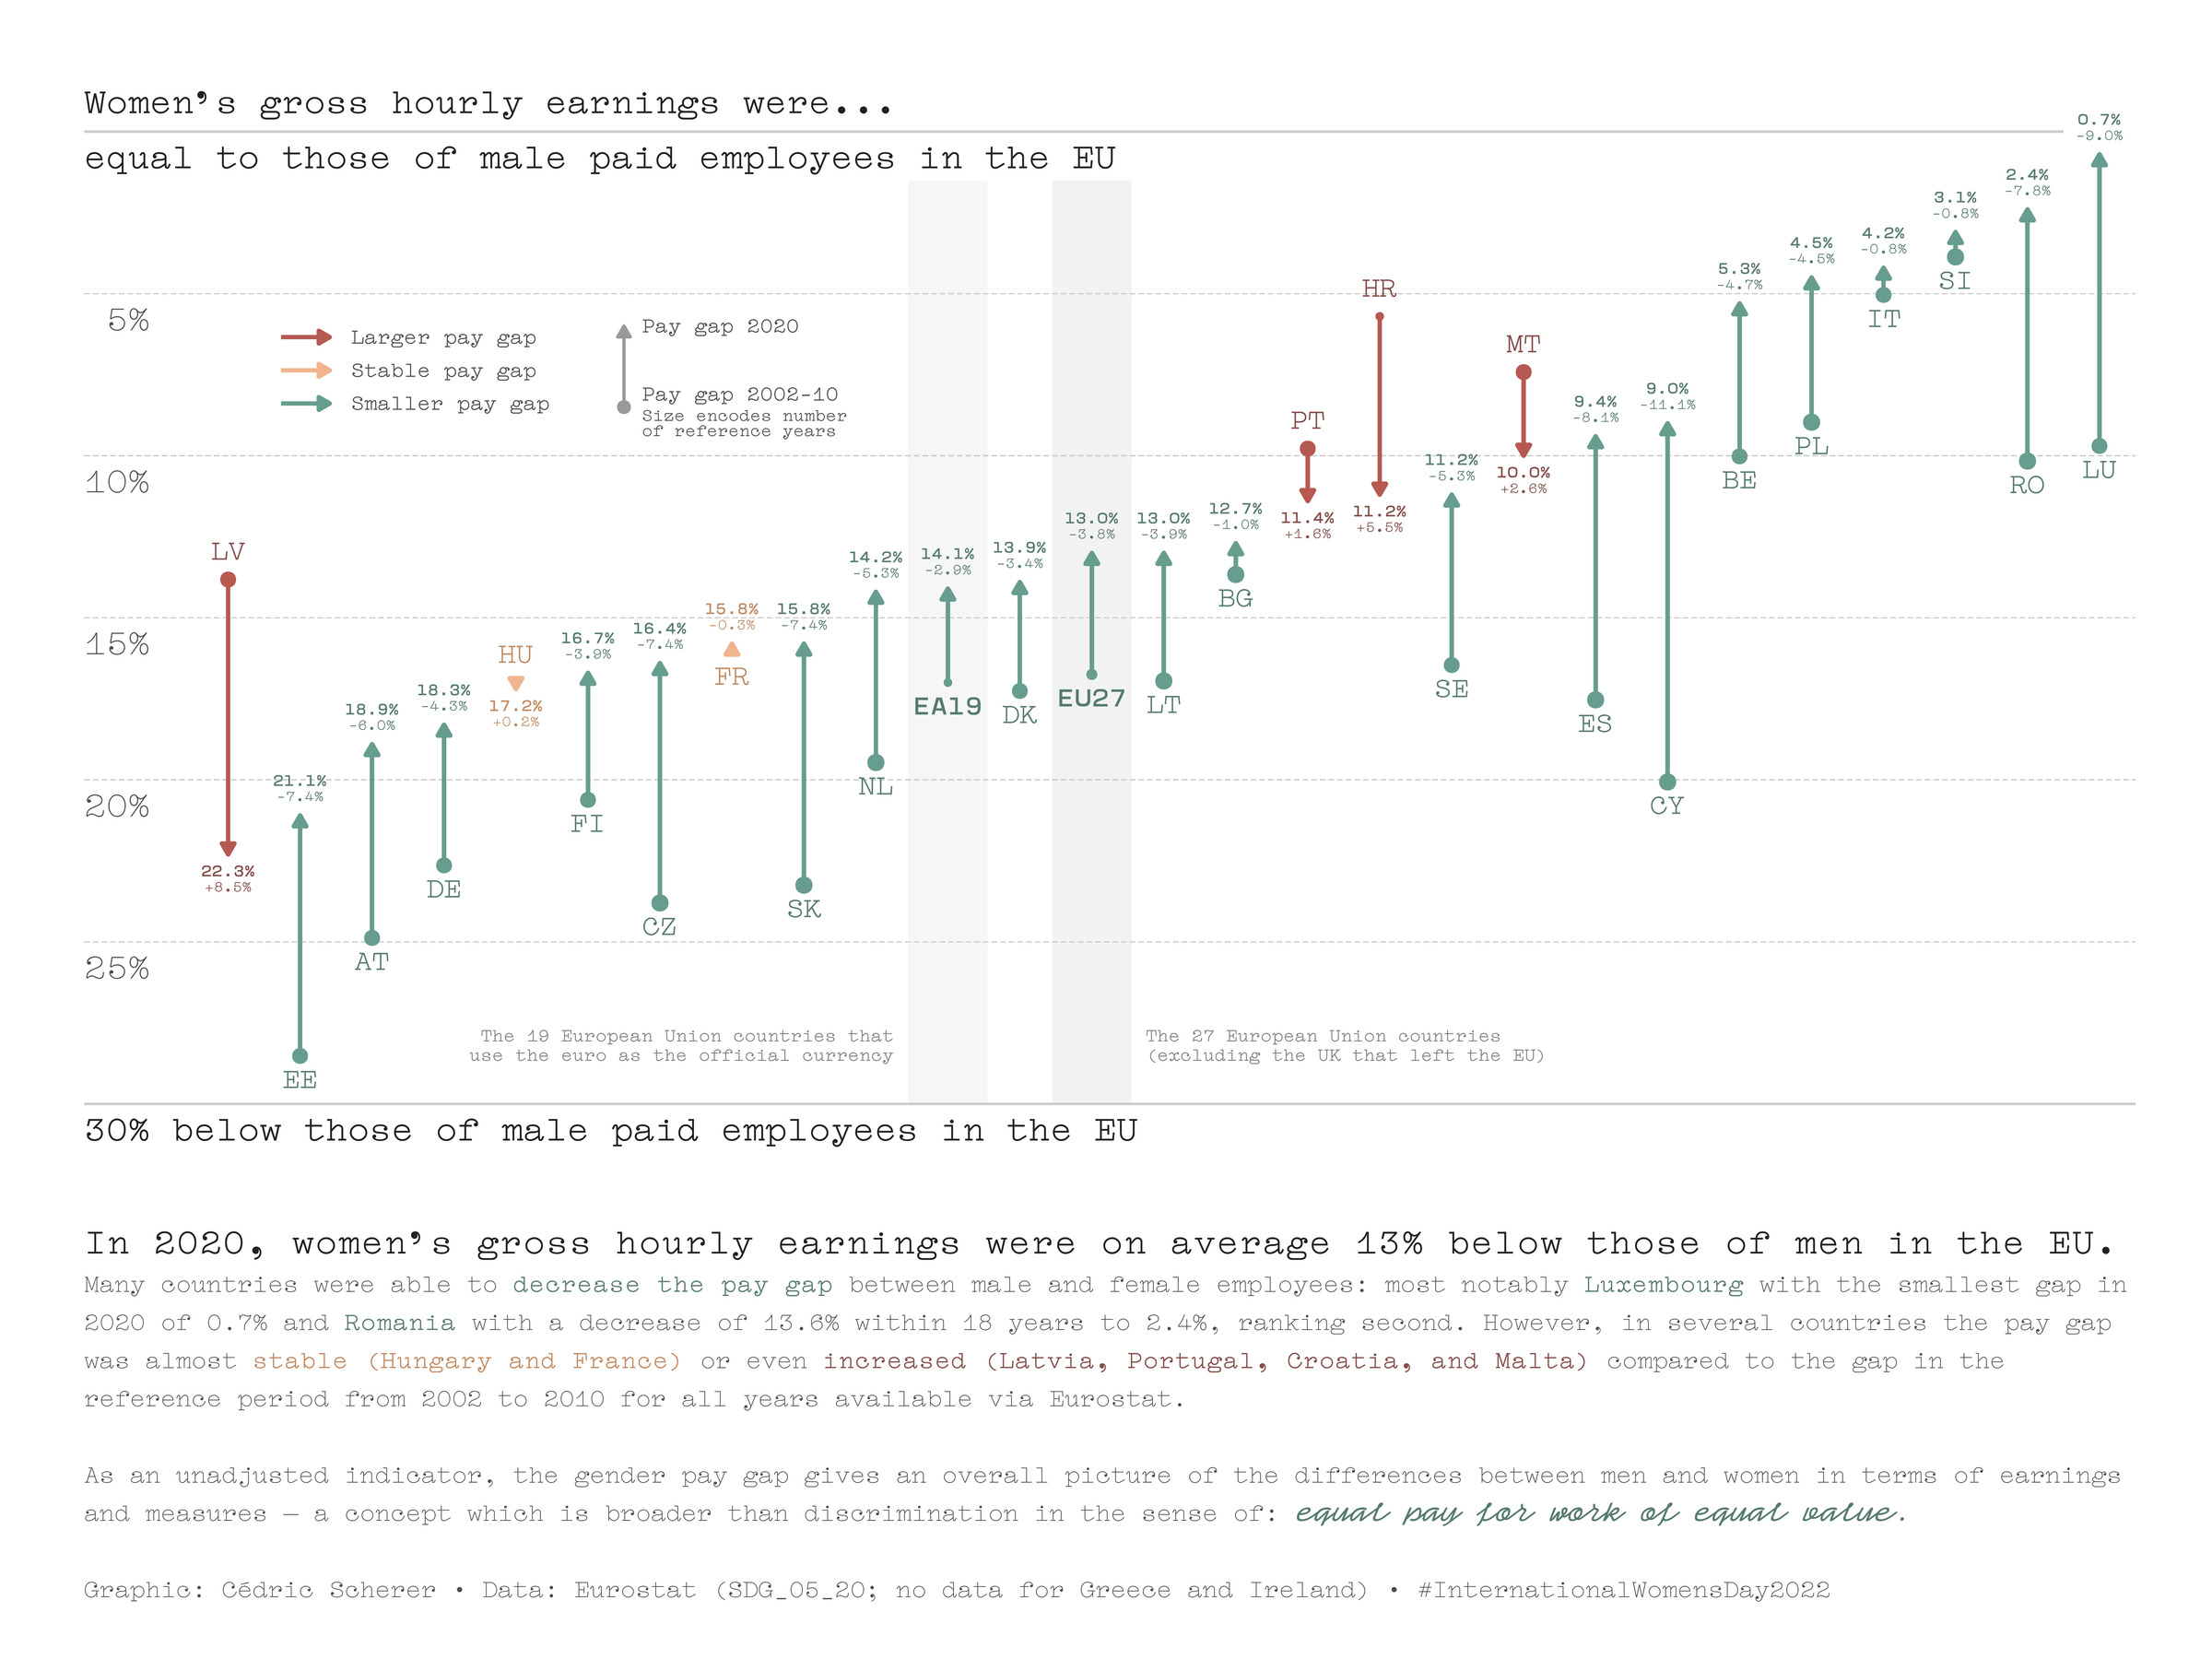 Women's gross hourly earnings were...
equal to those of male paid employees in the EU
0.7%
-9.0%
2.4%
-7.8%
3.1%
-0.8%
4.2%
-0.8%
4.5%
-4.5%
5.3%
-4.7%
SI
HR
5%
IT
Larger pay gap
Stable pay gap
Smaller pay gap
Pay gap 2020
Pay gap 2002-10
Size encodes number
of reference years
MT
9.0%
-11.1%
9.4%
-8.1%
PT
PL
10%
11.2%
-5.3%
10.0%
+2.6%
BE
RO
LU
11.4%
+1.6%
11.2%
+5.5%
12.7%
-1.0%
13.0%
-3.8%
13.0%
-3.9%
LV
14.2%
-5.3%
14.1%
-2.9%
13.9%
-3.4%
BG
15%
HU
16.7%
-3.9%
16.4%
-7.4%
15.8%
-0.3%
15.8%
-7.4%
FR
18.9%
-6.0%
18.3%
-4.3%
17.2%
+0.2%
EA19
DK
EU27
LT
SE
ES
20%
21.1%
-7.4%
FI
NL
CY
22.3%
+8.5%
DE
CZ
SK
25%
AT
EE
The 19 European Union countries that
use the euro as the official currency
The 27 European Union countries
(excluding the UK that left the EU)
30% below those of male paid employees in the EU
In 2020, women's gross hourly earnings were on average 13% below those of men in the EU.
Many countries were able to decrease the pay gap between male and female employees: most notably Luxembourg with the smallest gap in
2020 of 0.7% and Romania with a decrease of 13.6% within 18 years to 2.4%, ranking second. However, in several countries the pay gap
was almost stable (Hungary and France) or even increased (Latvia, Portugal, Croatia, and Malta) compared to the gap in the
reference period from 2002 to 2010 for all years available via Eurostat.
As an unadjusted indicator, the gender pay gap gives an overall picture of the differences between men and women in terms of earnings
and measures — a concept which is broader than discrimination in the sense of: equal pay for work of equal value.
Graphic: Cédric Scherer • Data: Eurostat (SDG_05_20; no data for Greece and Ireland) • #InternationalWomensDay2022